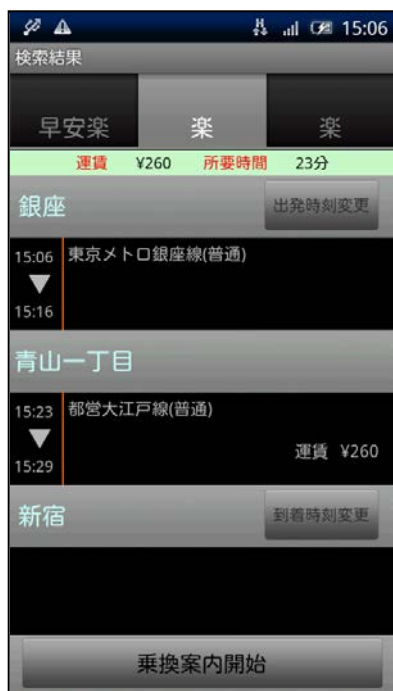 15:06
検索結果
早安楽 楽 楽
運賃 ¥260 所要時間 23分
銀座 出発時刻変更
15:06 東京メトロ銀座線(普通)
15:16
青山一丁目
15:23 都営大江戸線(普通)
運賃 ¥260
15:29
新宿 到着時刻変更
乗換案内開始